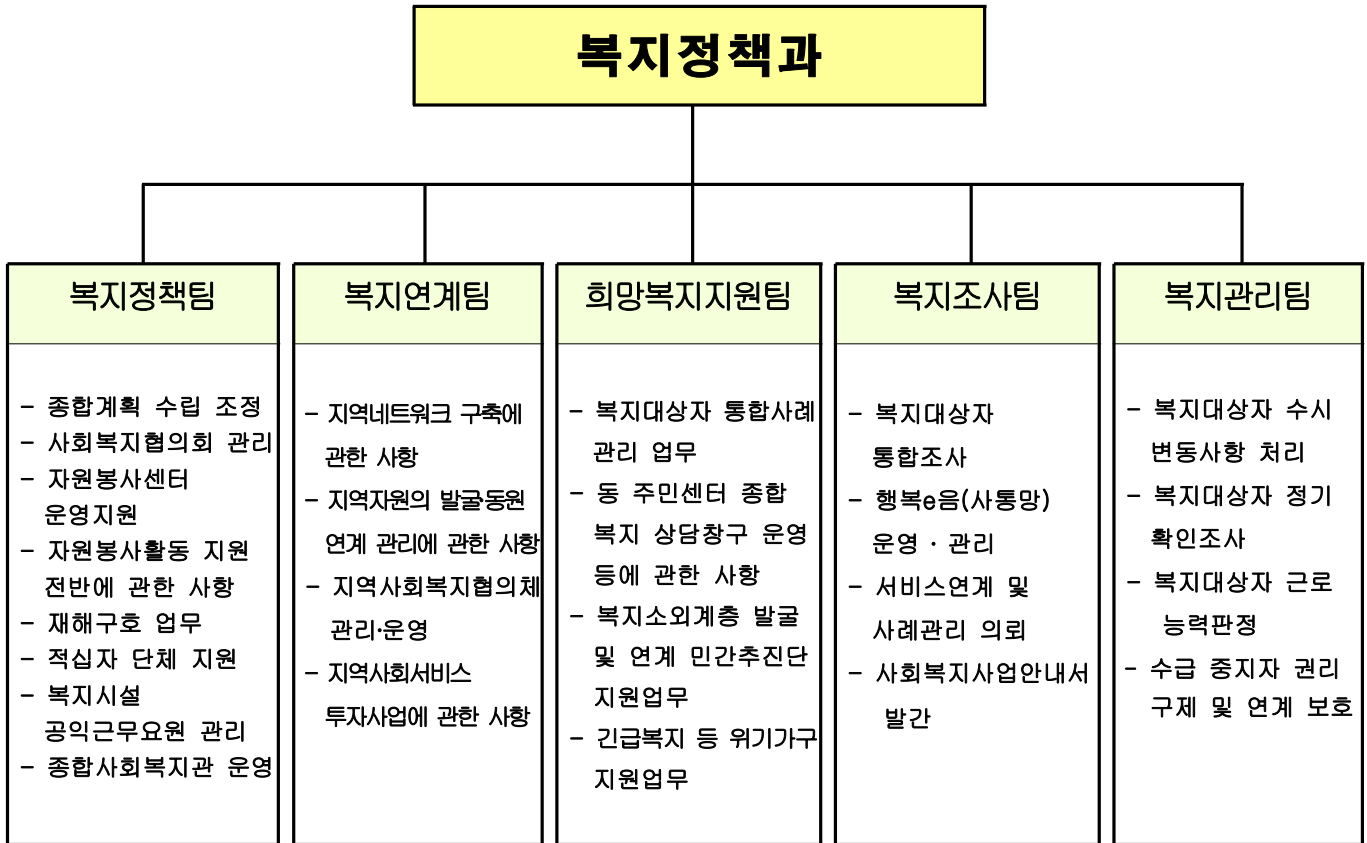 복지정책과
복지정책팀
- 종합계획 수립 조정
- 사회복지협의회 관리
- 자원봉사센터
운영지원
- 자원봉사활동 지원
전반에 관한 사항
- 재해구호 업무
- 적십자 단체 지원
- 복지시설
공익근무요원 관리
- 종합사회복지관 운영
복지연계팀
- 지역네트워크 구축에
관한 사항
- 지역자원의 발굴·동원
연계 관리에 관한 사항
- 지역사회복지협의체
관리·운영
- 지역사회서비스
투자사업에 관한 사항
희망복지지원팀
- 복지대상자 통합사례
관리 업무
- 동 주민센터 종합
복지 상담창구 운영
등에 관한 사항
- 복지소외계층 발굴
및 연계 민간추진단
지원업무
- 긴급복지 등 위기가구
지원업무
복지조사팀
- 복지대상자
통합조사
- 행복e음(사통망)
운영 · 관리
- 서비스연계 및
사례관리 의뢰
- 사회복지사업안내서
발간
복지관리팀
- 복지대상자 수시
변동사항 처리
- 복지대상자 정기
확인조사
- 복지대상자 근로
능력판정
- 수급 중지자 권리
구제 및 연계 보호